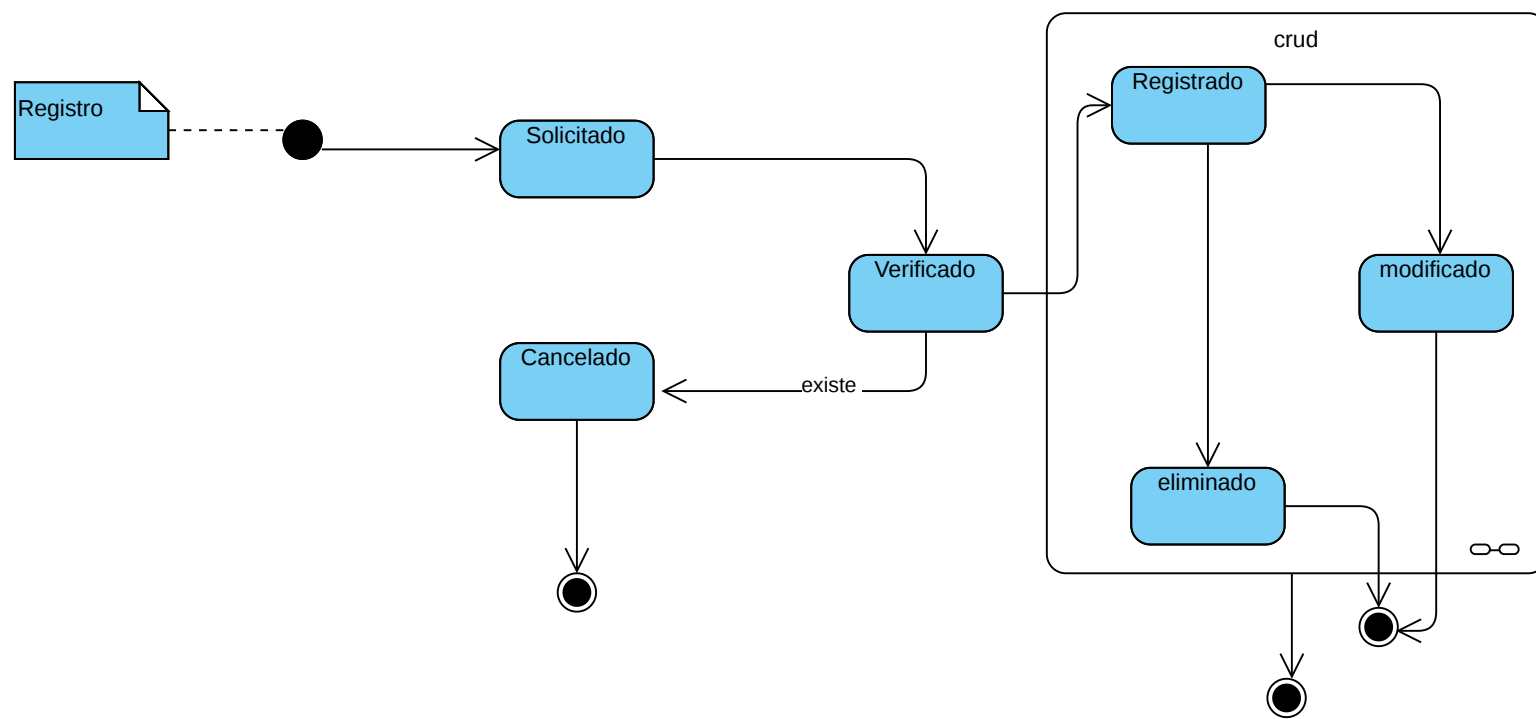 crud
Registro
Registrado
Solicitado
Verificado
modificado
Cancelado
existe
eliminado